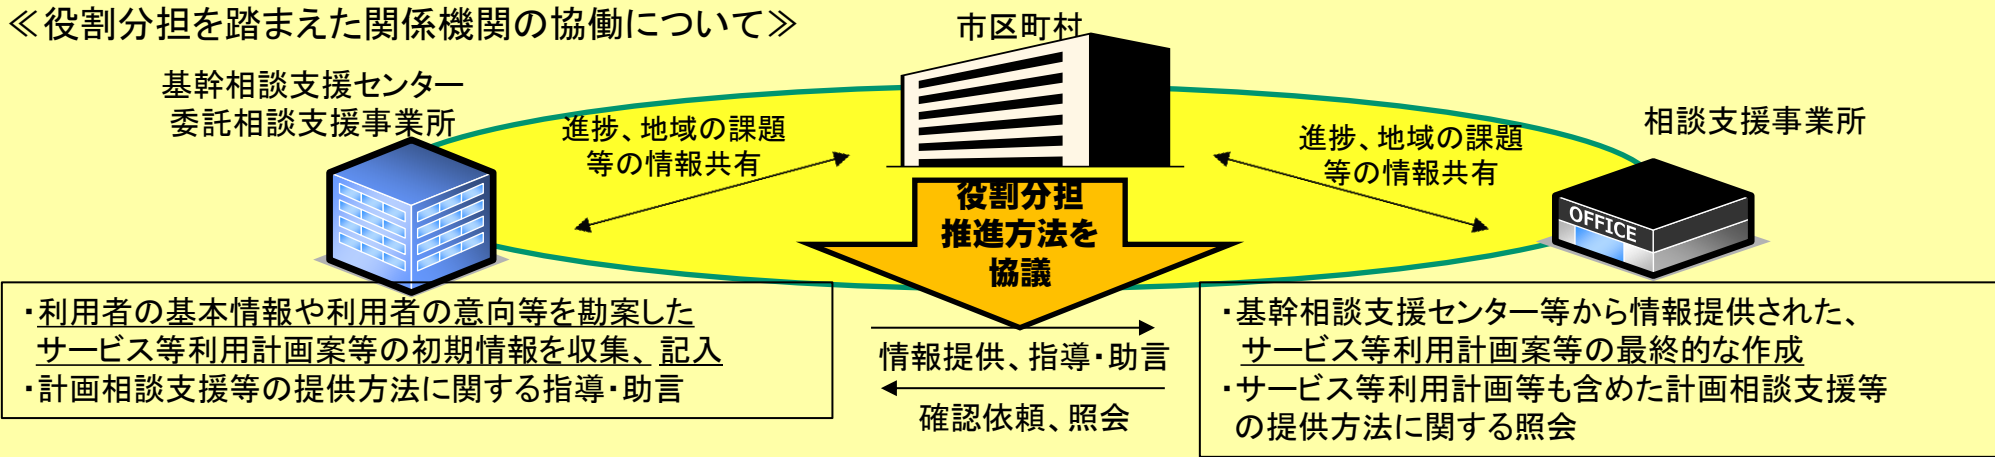 ≪役割分担を踏まえた関係機関の協働について≫
市区町村
基幹相談支援センター
委託相談支援事業所
進捗、地域の課題
等の情報共有
進捗、地域の課題
等の情報共有
相談支援事業所
OFFICE
役割分担
推進方法を
協議
・利用者の基本情報や利用者の意向等を勘案した
サービス等利用計画案等の初期情報を収集、記入
・計画相談支援等の提供方法に関する指導・助言
情報提供、指導・助言
確認依頼、照会
・基幹相談支援センター等から情報提供された、
サービス等利用計画案等の最終的な作成
・サービス等利用計画等も含めた計画相談支援等
の提供方法に関する照会